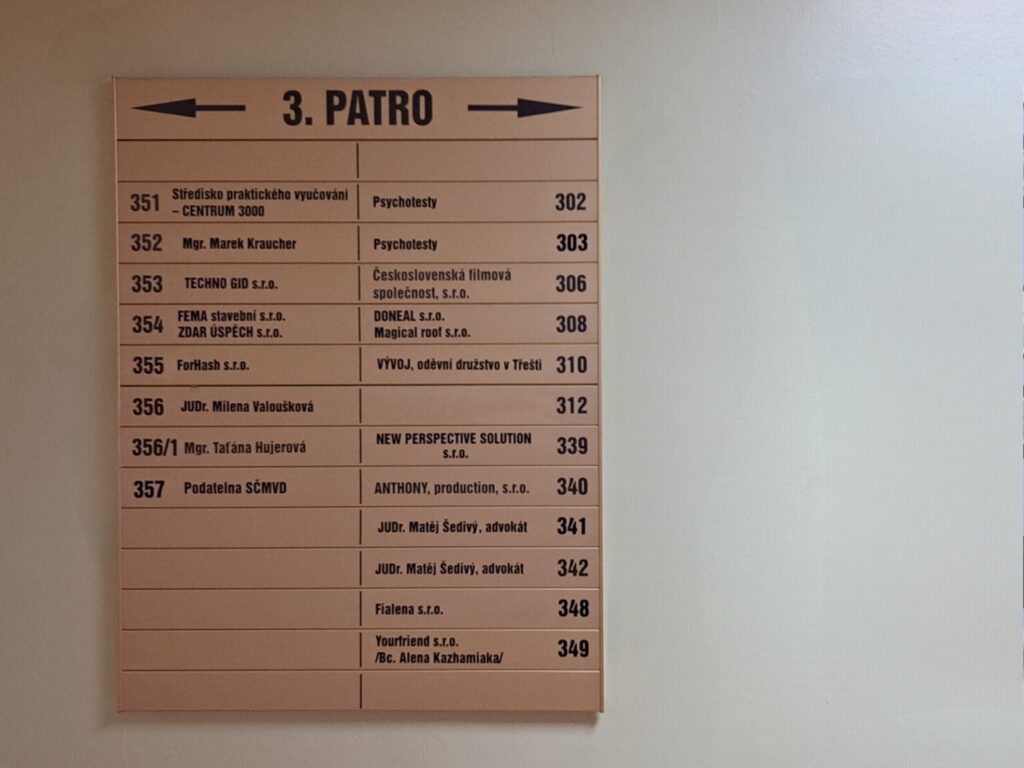 3. PATRO
351 Středisko praktického vyučování
– CENTRUM 3000
Psychotesty 302
352 Mgr. Marek Kraucher
Psychotesty 303
353 TECHNO GID s.r.o.
Československá filmová
společnost, s.r.o. 306
354 FEMA stavební s.r.o.
ZDAR ÚSPĚCH s.r.o.
DONEAL s.r.o.
Magical roof s.r.o. 308
355 ForHash s.r.o.
VÝVOJ, oděvní družstvo v Třešti 310
356 JUDr. Milena Valoušková
312
356/1 Mgr. Taťána Hujerová
NEW PERSPECTIVE SOLUTION
s.r.o. 339
357 Podatelna SČMVD
ANTHONY, production, s.r.o. 340
JUDr. Matěj Šedivý, advokát 341
JUDr. Matěj Šedivý, advokát 342
Fialena s.r.o. 348
Yourfriend s.r.o.
/Bc. Alena Kazhamiaka/ 349